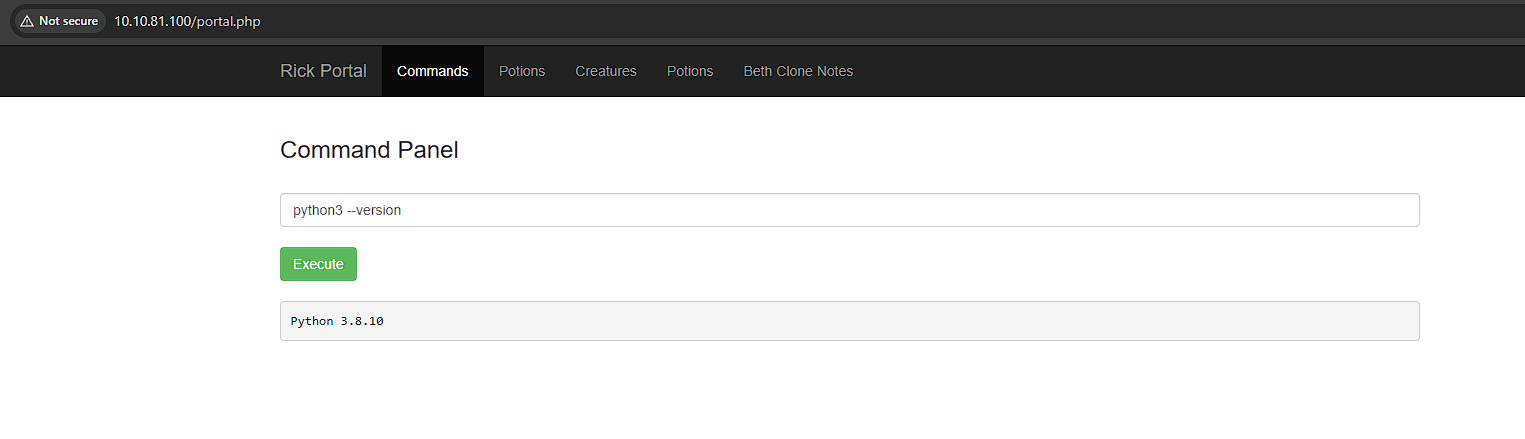 Not secure 10.10.81.100/portal.php
Rick Portal Commands Potions Creatures Potions Beth Clone Notes
Command Panel
python3 --version
Execute
Python 3.8.10